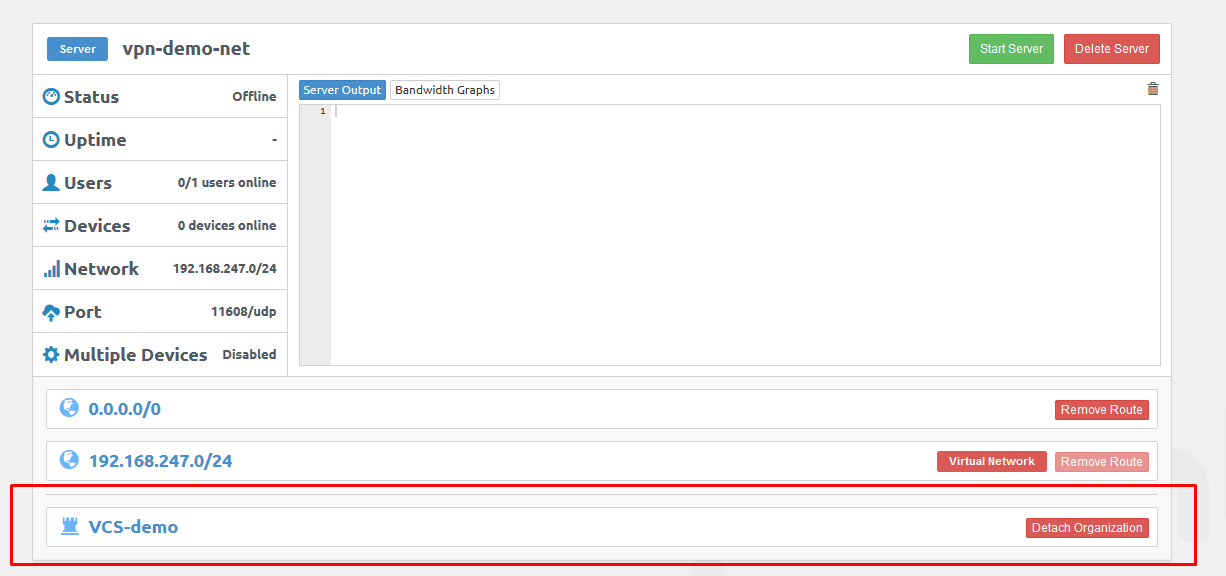 Server vpn-demo-net Start Server Delete Server
Status Offline
Uptime -
Users 0/1 users online
Devices 0 devices online
Network 192.168.247.0/24
Port 11608/udp
Multiple Devices Disabled
Server Output Bandwidth Graphs
1
0.0.0.0/0 Remove Route
192.168.247.0/24 Virtual Network Remove Route
VCS-demo Detach Organization